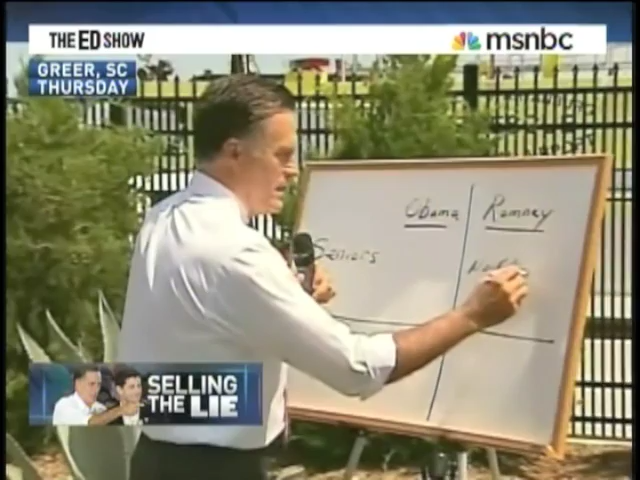 THE ED SHOW
msnbc
GREER, SC
THURSDAY
Obama
Romney
Seniors
SELLING
THE LIE